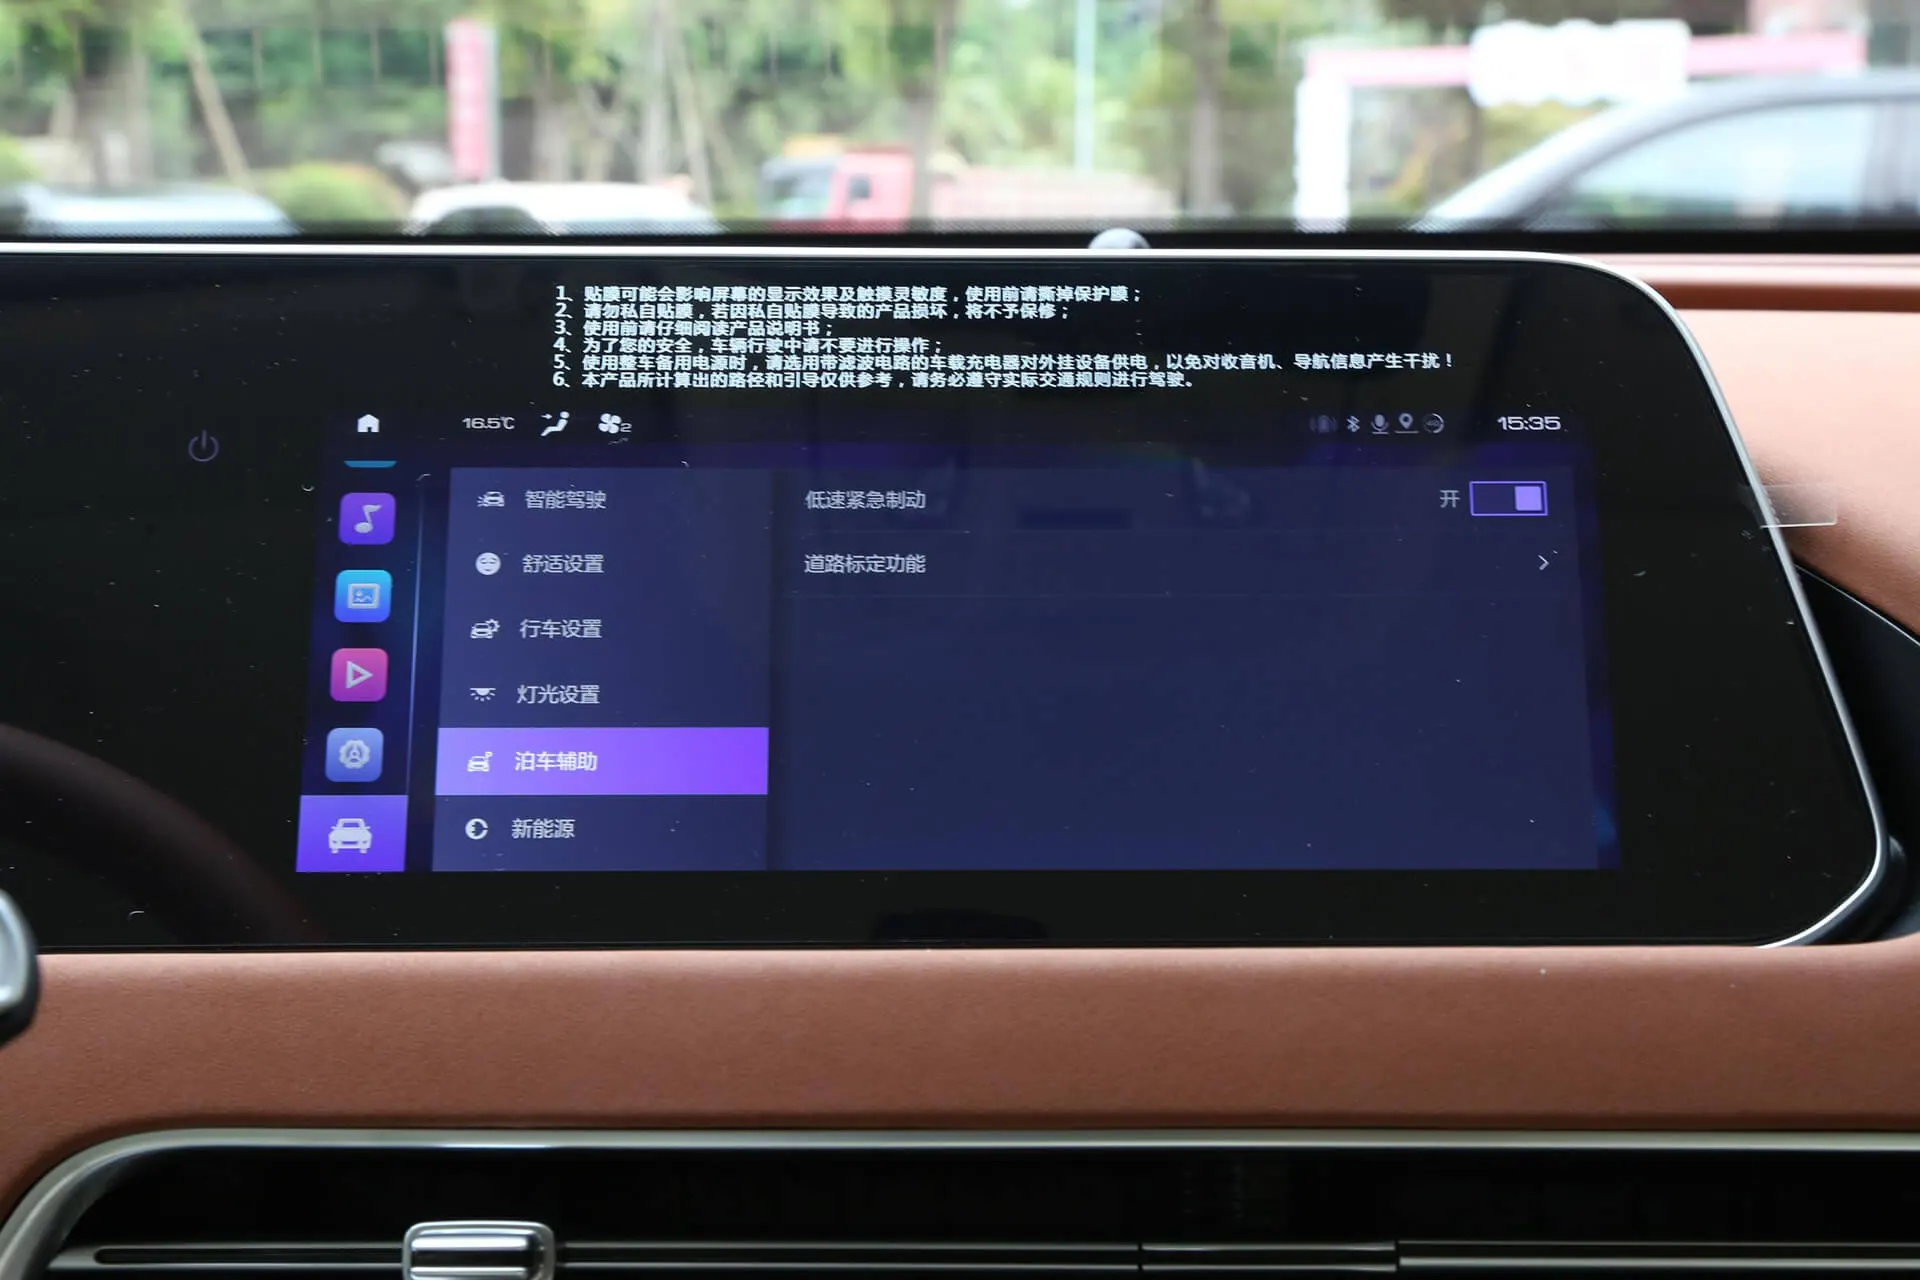 1、贴膜可能会影响屏幕的显示效果及触摸灵敏度，使用前请撕掉保护膜；
2、请勿私自贴膜，若因私自贴膜导致的产品损坏，将不予保修；
3、使用前请仔细阅读产品说明书；
4、为了您的安全，车辆行驶中请不要进行操作；
5、使用整车备用电源时，请选用带滤波电路的车载充电器对外挂设备供电，以免对收音机、导航信息产生干扰！
6、本产品所计算出的路径和引导仅供参考，请务必遵守实际交通规则进行驾驶。
16.5℃ 2 15:35
智能驾驶
低速紧急制动 开
舒适设置
道路标定功能
行车设置
灯光设置
泊车辅助
新能源